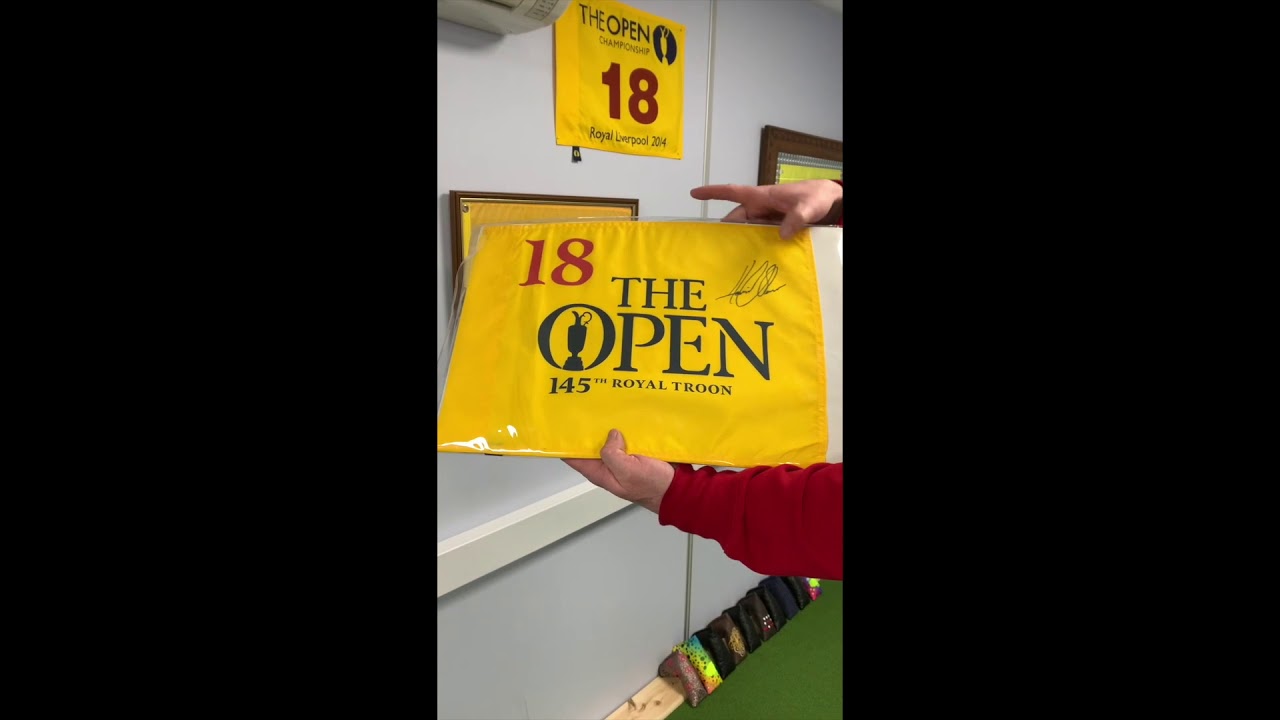 THE OPEN
CHAMPIONSHIP
18
Royal Liverpool 2014
18
THE
OPEN
145TH ROYAL TROON